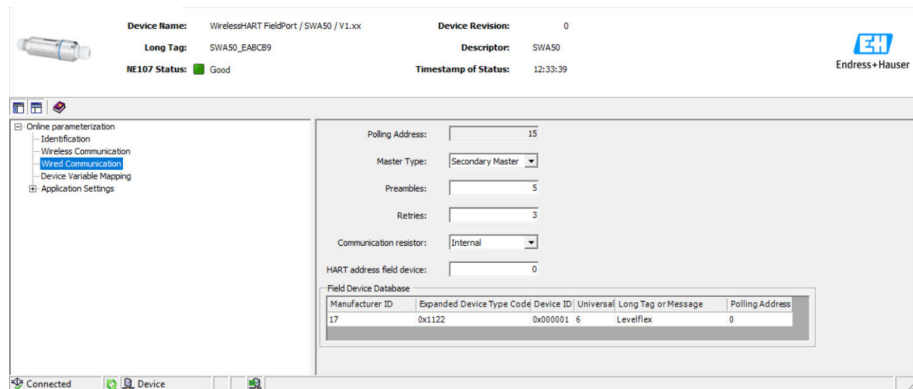 Device Name: WirelessHART FieldPort / SWA50 / V1.xx Device Revision: 0
Long Tag: SWA50_EABCB9 Descriptor: SWA50
NE107 Status: Good Timestamp of Status: 12:33:39
EH
Endress+Hauser
Online parameterization
Identification
Wireless Communication
Wired Communication
Device Variable Mapping
Application Settings
Polling Address: 15
Master Type: Secondary Master
Preambles: 5
Retries: 3
Communication resistor: Internal
HART address field device: 0
Field Device Database
Manufacturer ID Expanded Device Type Code Device ID Universal Long Tag or Message Polling Address
17 0x1122 0x000001 6 Levelflex 0
Connected Device